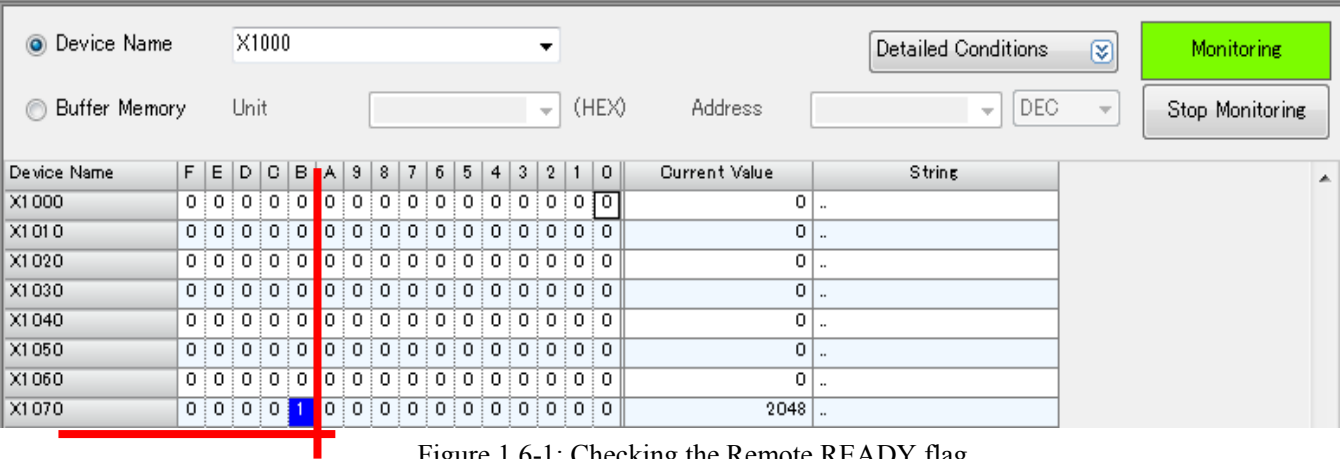 Device Name X1000 Detailed Conditions Monitoring
Buffer Memory Unit (HEX) Address DEC Stop Monitoring
Device Name F E D C B A 9 8 7 6 5 4 3 2 1 0 Current Value String
X1000 0 0 0 0 0 0 0 0 0 0 0 0 0 0 0 0 0 ..
X1010 0 0 0 0 0 0 0 0 0 0 0 0 0 0 0 0 0 ..
X1020 0 0 0 0 0 0 0 0 0 0 0 0 0 0 0 0 0 ..
X1030 0 0 0 0 0 0 0 0 0 0 0 0 0 0 0 0 0 ..
X1040 0 0 0 0 0 0 0 0 0 0 0 0 0 0 0 0 0 ..
X1050 0 0 0 0 0 0 0 0 0 0 0 0 0 0 0 0 0 ..
X1060 0 0 0 0 0 0 0 0 0 0 0 0 0 0 0 0 0 ..
X1070 0 0 0 0 1 0 0 0 0 0 0 0 0 0 0 0 2048 ..
Figure 1.6-1: Checking the Remote READY flag